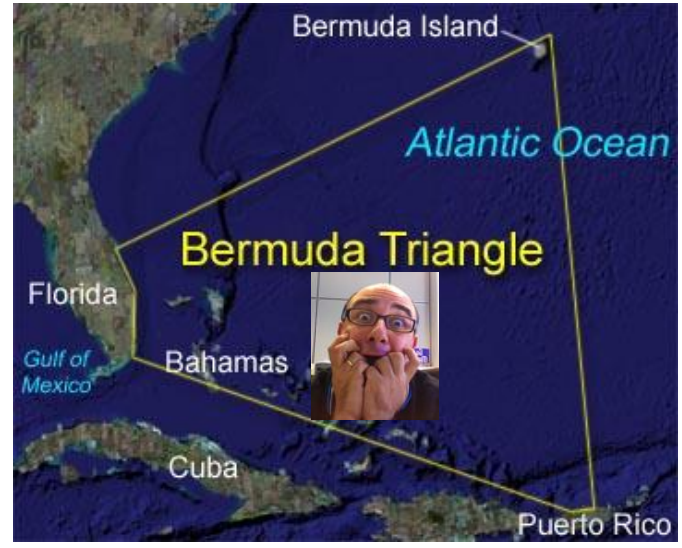 Bermuda Island
Atlantic Ocean
Bermuda Triangle
Florida
Gulf of
Mexico
Bahamas
Cuba
Puerto Rico